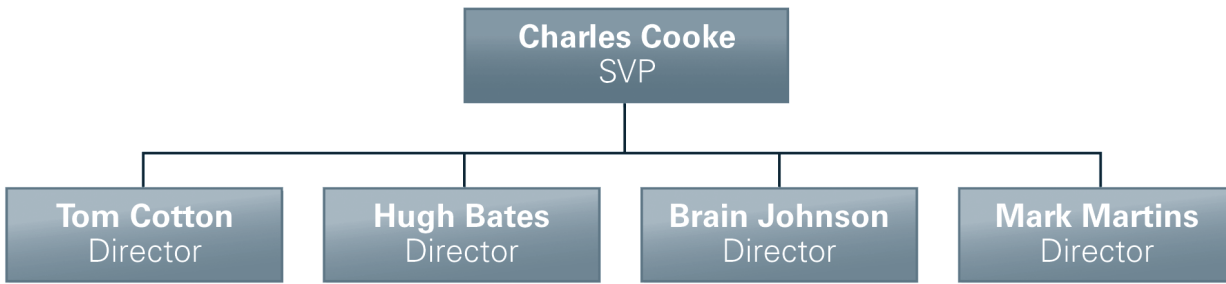 Charles Cooke
SVP
Tom Cotton
Director
Hugh Bates
Director
Brain Johnson
Director
Mark Martins
Director